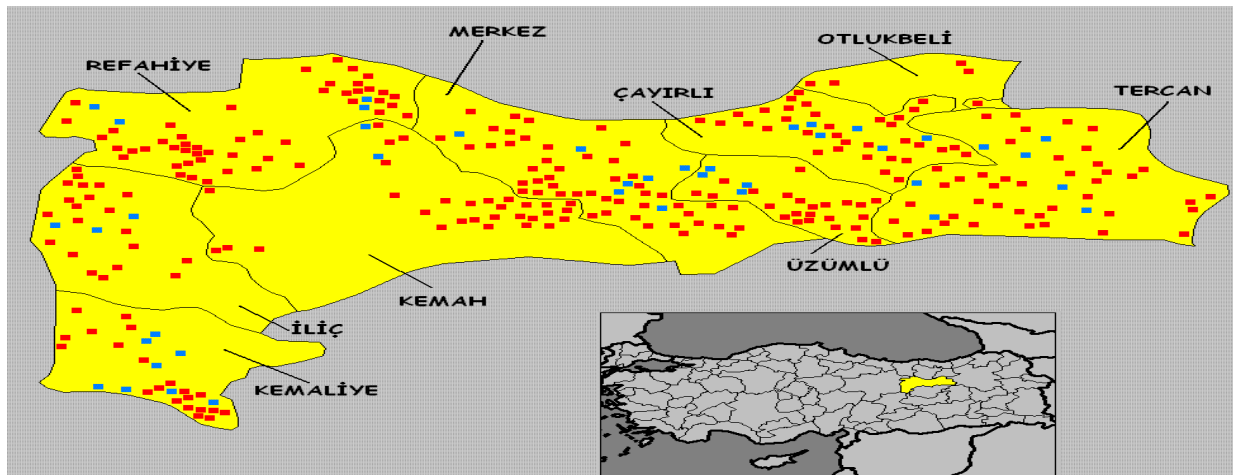 MERKEZ
OTLUKBELİ
REFAHİYE
ÇAYIRLI
TERCAN
ÜZÜMLÜ
KEMAH
İLİÇ
KEMALİYE